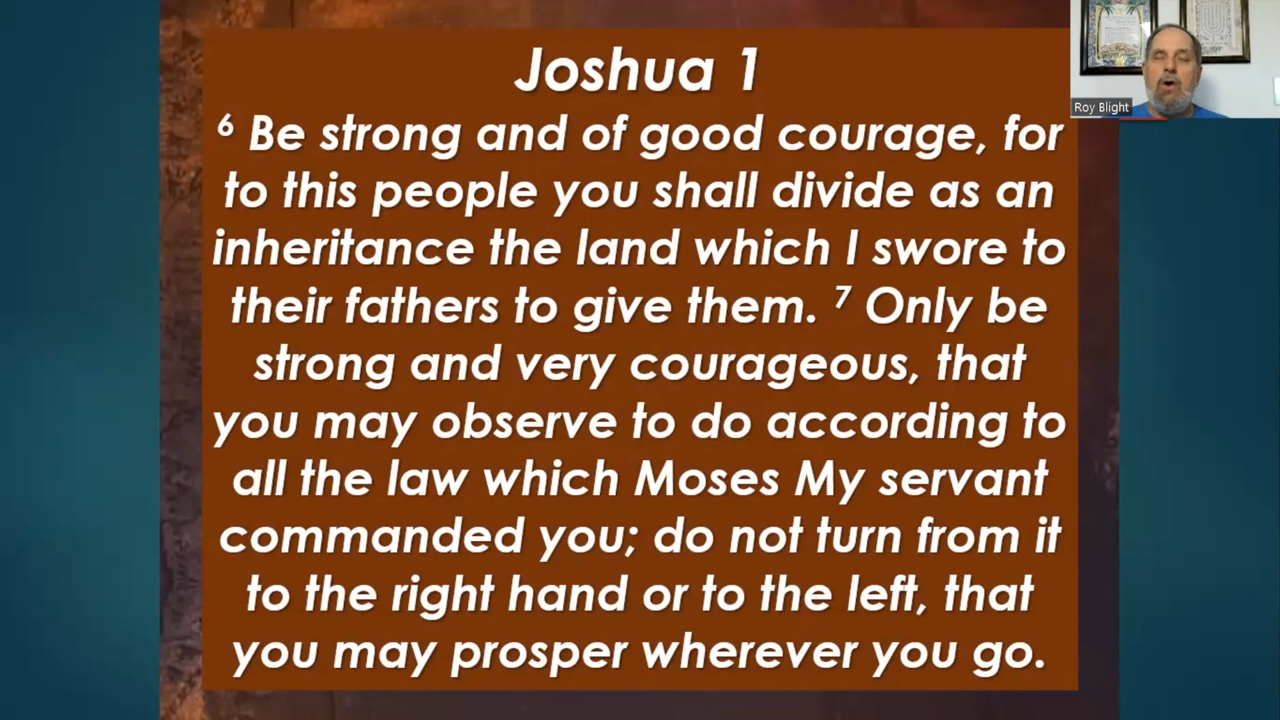 Joshua 1
⁶ Be strong and of good courage, for
to this people you shall divide as an
inheritance the land which I swore to
their fathers to give them. ⁷ Only be
strong and very courageous, that
you may observe to do according to
all the law which Moses My servant
commanded you; do not turn from it
to the right hand or to the left, that
you may prosper wherever you go.
Roy Blight